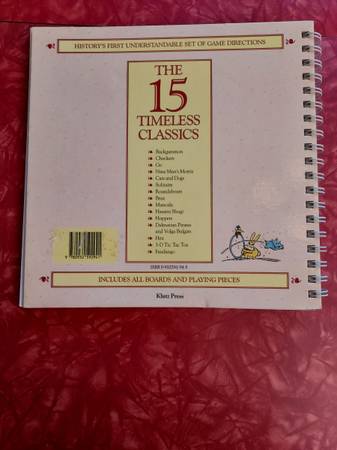 HISTORY'S FIRST UNDERSTANDABLE SET OF GAME DIRECTIONS
THE
15
TIMELESS
CLASSICS
Backgammon
Checkers
Go
Nine Men's Morris
Cats and Dogs
Solitaire
Roundabouts
Brax
Mancala
Hasami Shogi
Hoppers
Dalmatian Pirates
and Volga Bulgars
Hex
3-D Tic Tac Toe
Fandango
INCLUDES ALL BOARDS AND PLAYING PIECES
Klutz Press